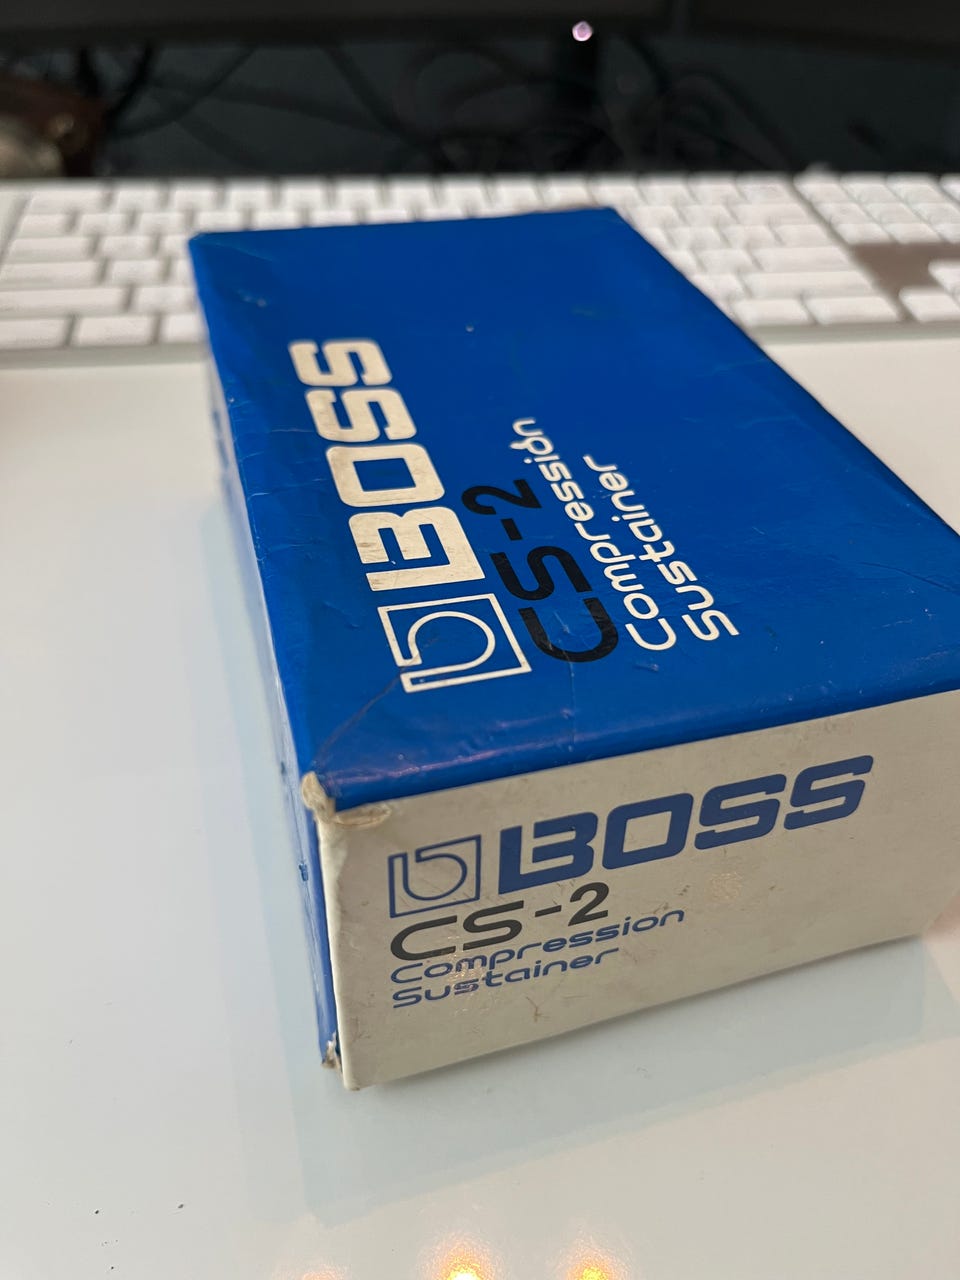 BOSS
CS-2
Compression
Sustainer
BOSS
CS-2
Compression
Sustainer